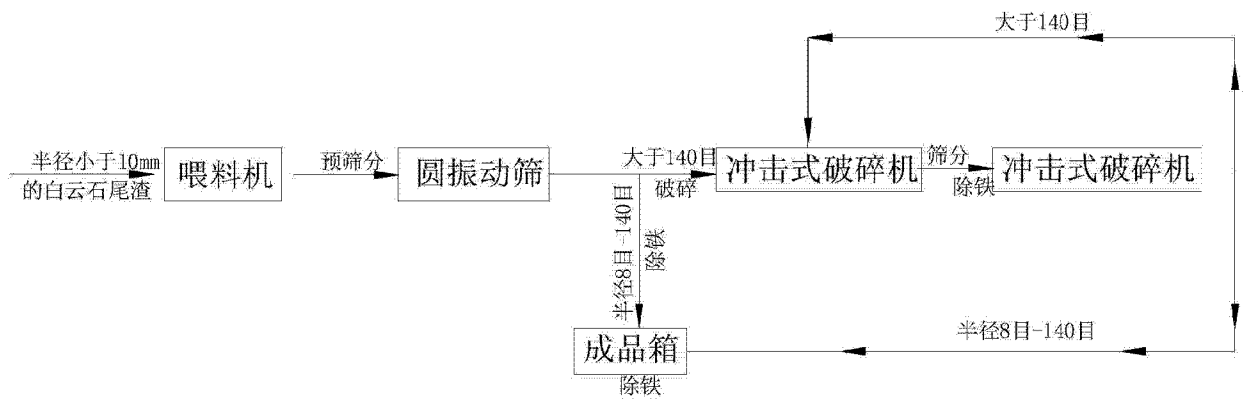 大于140目
半径小于10mm
的白云石尾渣
喂料机
预筛分
圆振动筛
大于140目
破碎
冲击式破碎机
筛分
除铁
冲击式破碎机
半径8目-140目
除铁
成品箱
除铁
半径8目-140目